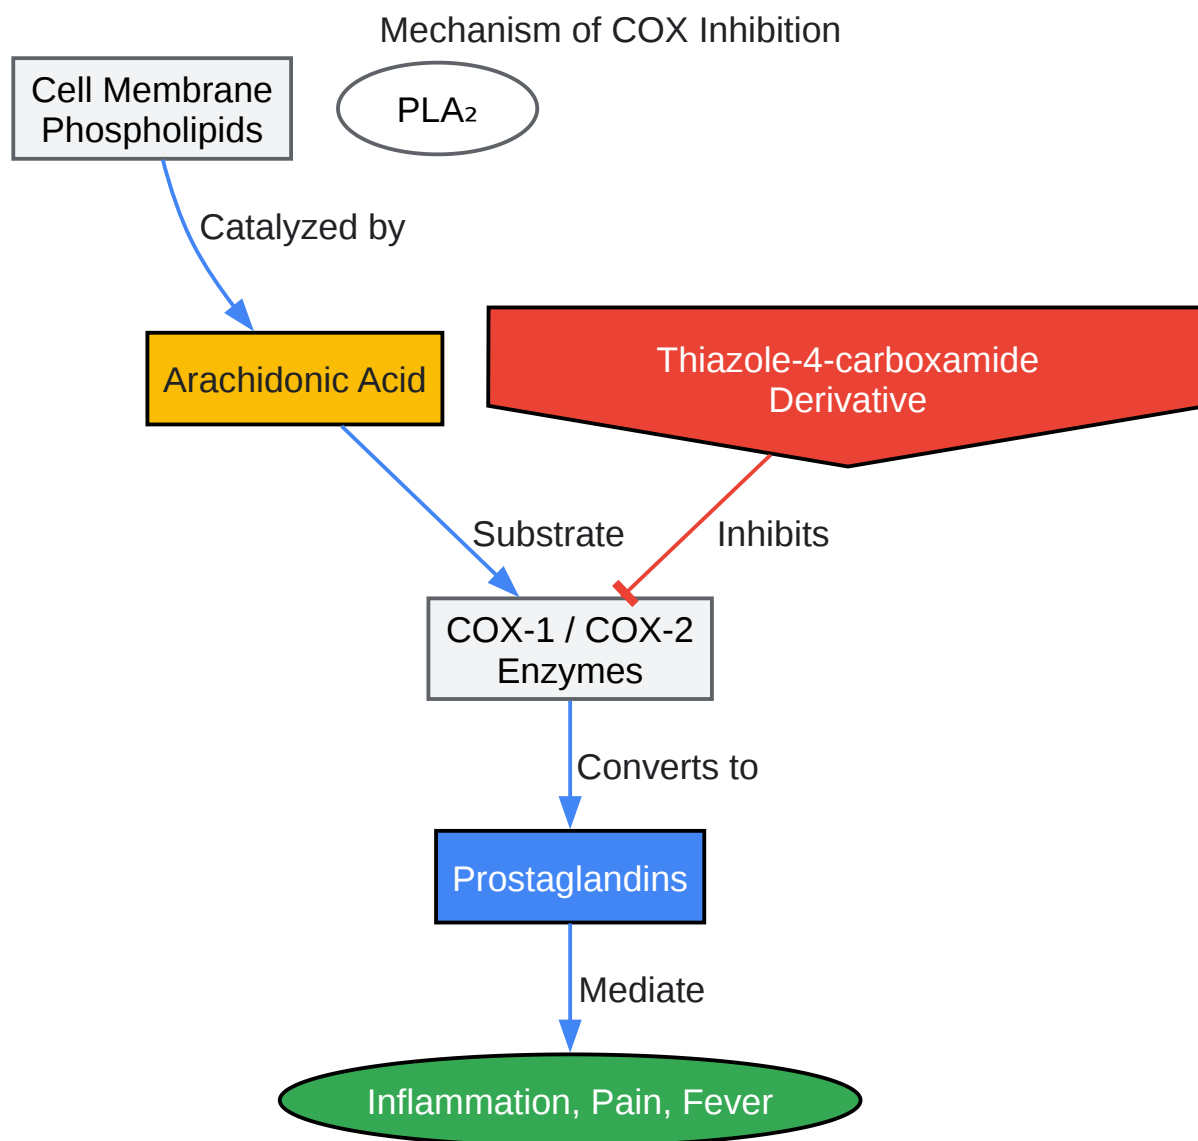 Mechanism of COX Inhibition
Cell Membrane
Phospholipids
PLA₂
Catalyzed by
Arachidonic Acid
Thiazole-4-carboxamide
Derivative
Substrate
Inhibits
COX-1 / COX-2
Enzymes
Converts to
Prostaglandins
Mediate
Inflammation, Pain, Fever